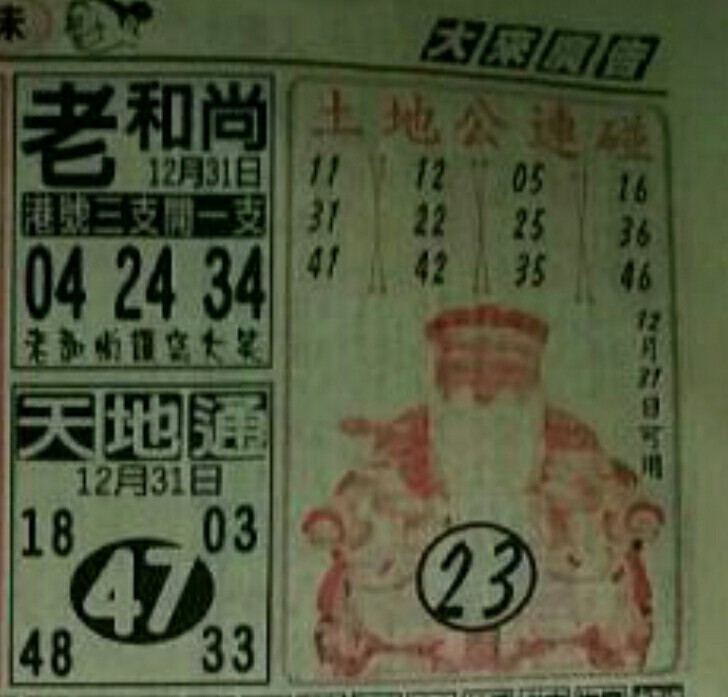 未
大來廣告
老和尚
12月31日
港號三支開一支
04 24 34
天地通
12月31日
18 03
47
48 33
土地公連碰
11 12 05 16
31 22 25 36
41 42 35 46
12月31日可用
23